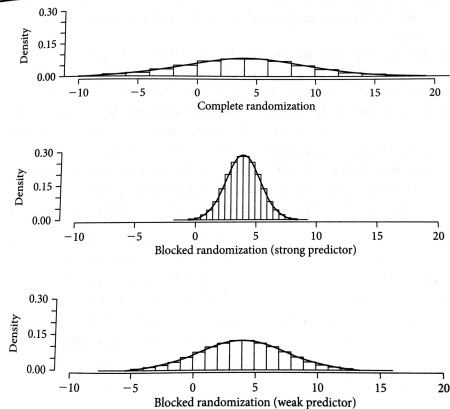 0.30
0.15
0.00
Density
−10 −5 0 5 10 15 20
Complete randomization
0.30
0.15
0.00
Density
−10 −5 0 5 10 15 20
Blocked randomization (strong predictor)
0.30
0.15
0.00
Density
−10 −5 0 5 10 15 20
Blocked randomization (weak predictor)